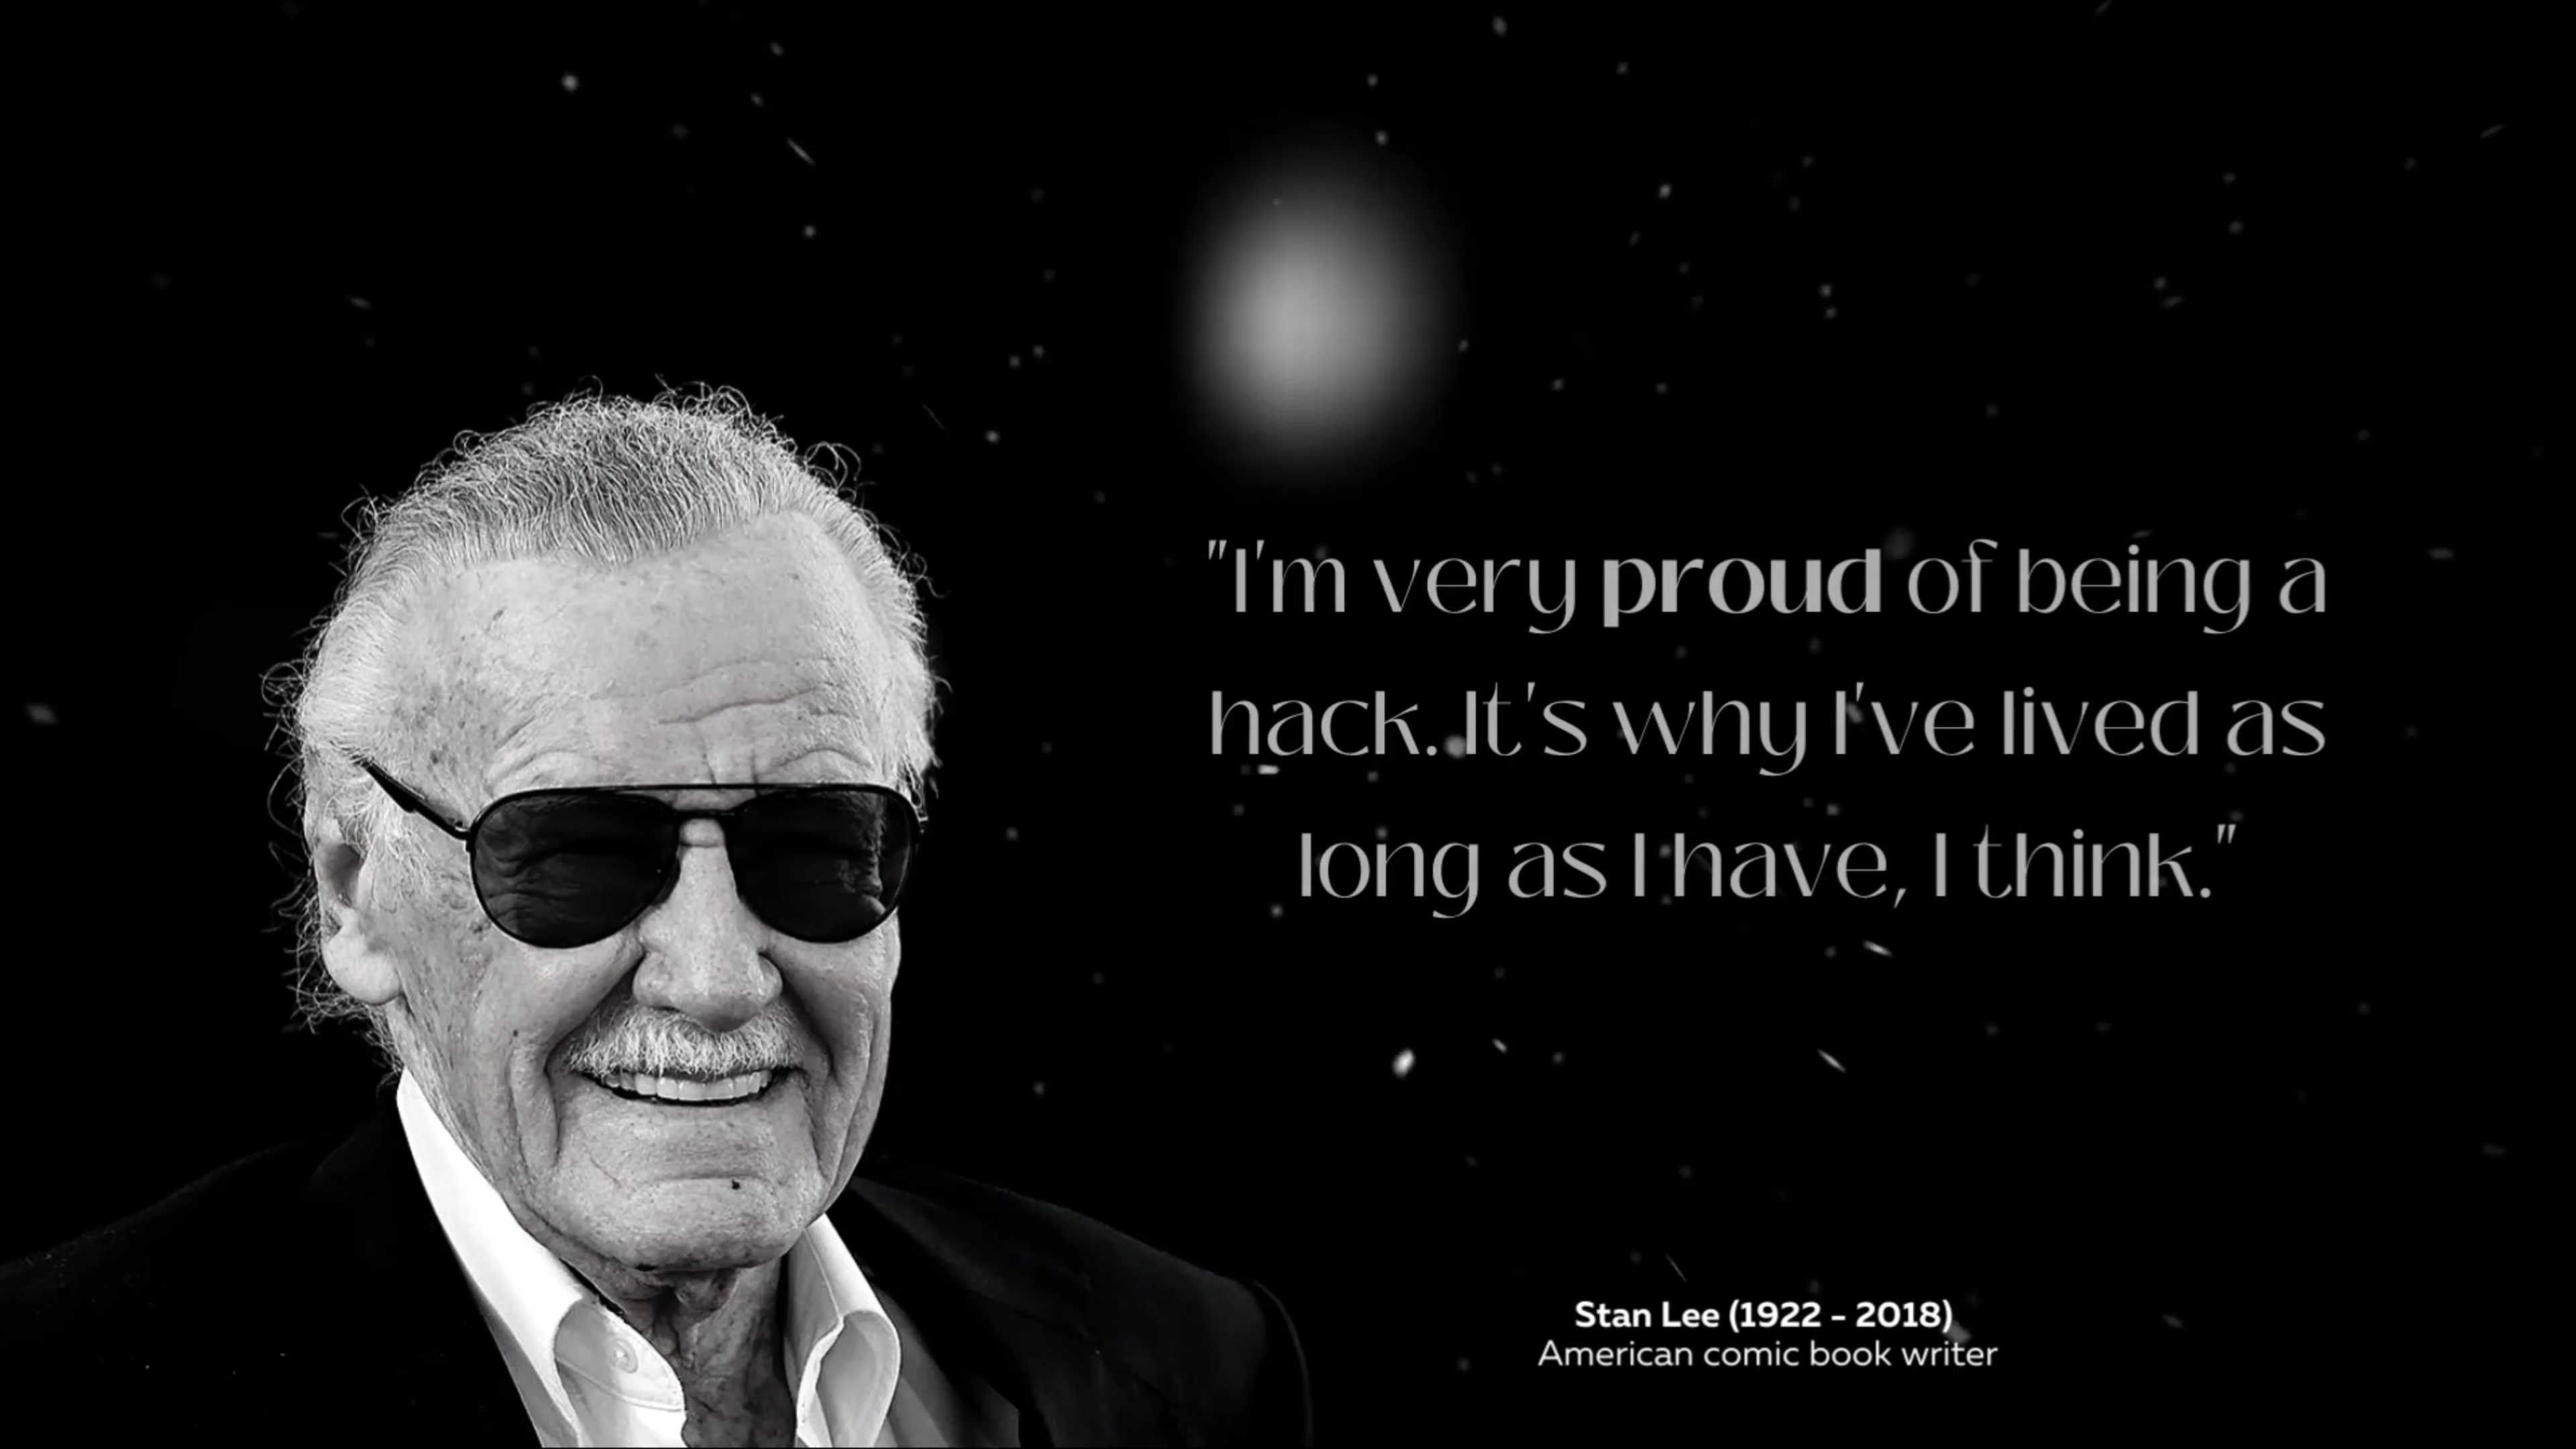 "I'm very proud of being a
hack. It's why I've lived as
long as I have, I think."
Stan Lee (1922 - 2018)
American comic book writer